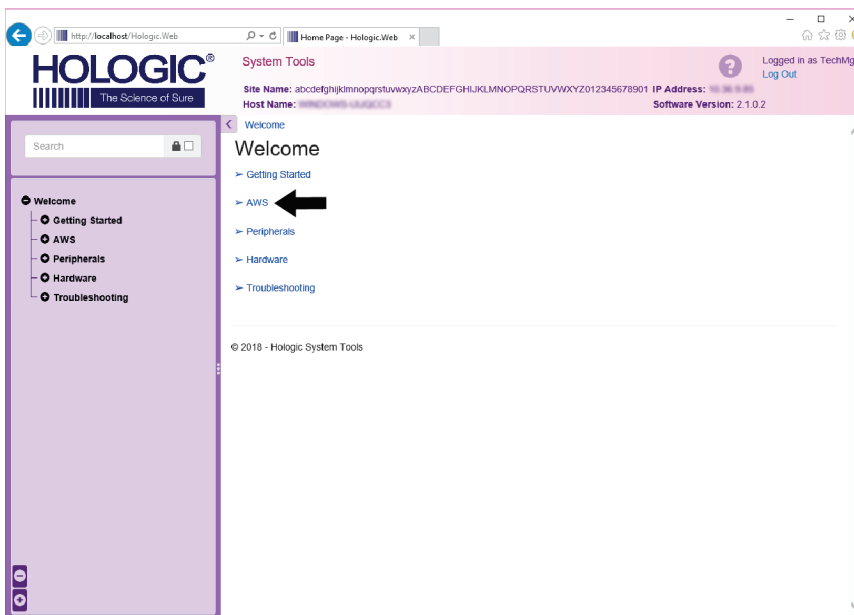 http://localhost/Hologic.Web
Home Page - Hologic.Web
HOLOGIC®
The Science of Sure
System Tools
Logged in as TechMg
Log Out
Site Name: abcdefghijklmnopqrstuvwxyzABCDEFGHIJKLMNOPQRSTUVWXYZ012345678901 IP Address:
Host Name:
Software Version: 2.1.0.2
Search
Welcome
Getting Started
AWS
Peripherals
Hardware
Troubleshooting
Welcome
Welcome
➢ Getting Started
➢ AWS
➢ Peripherals
➢ Hardware
➢ Troubleshooting
© 2018 - Hologic System Tools